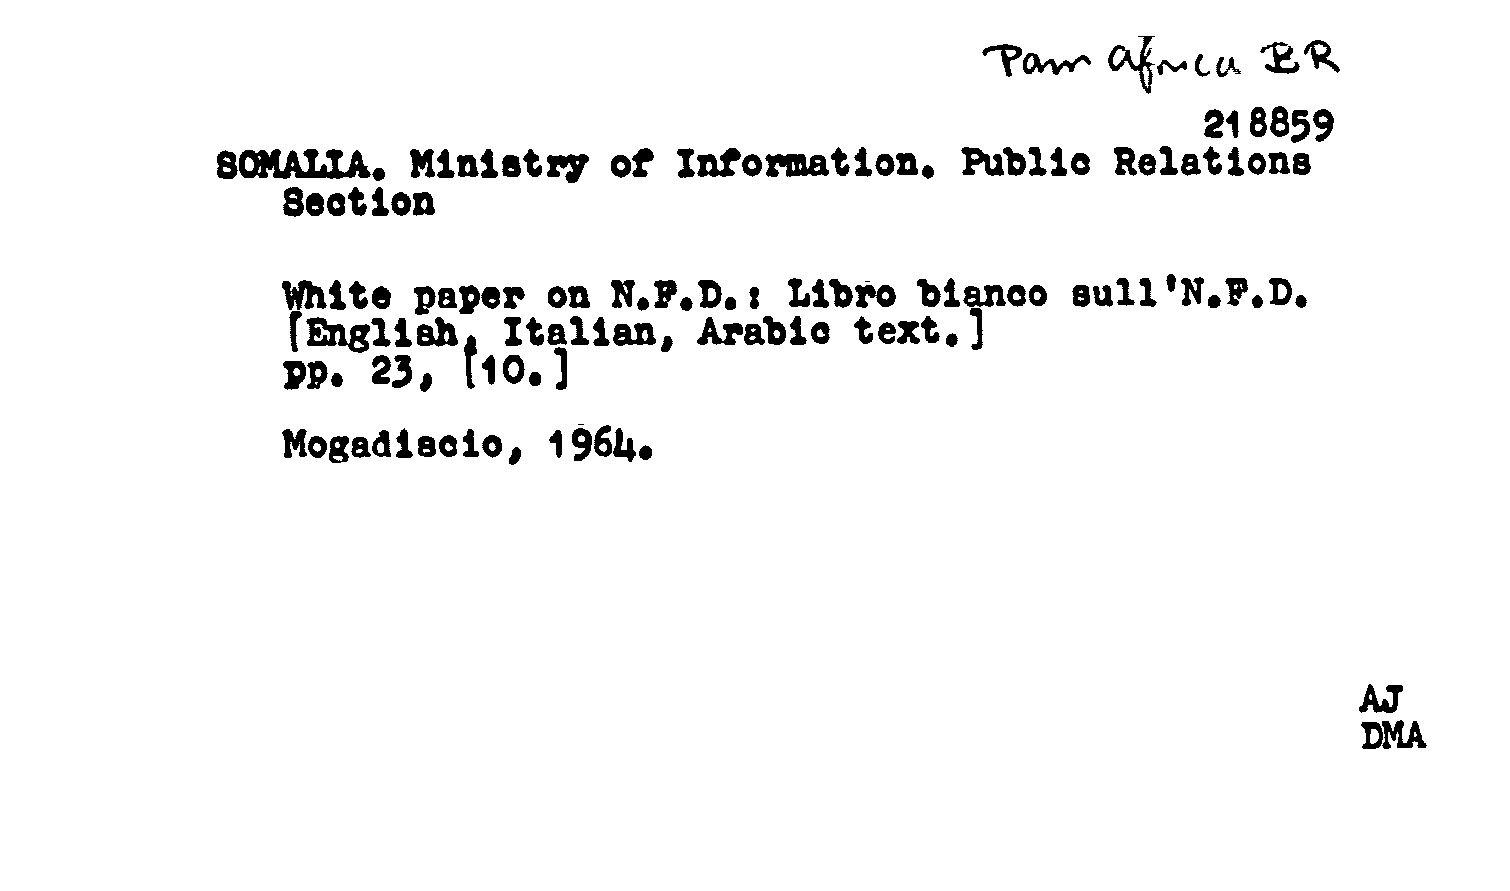 Pam Africa ER
218859
SOMALIA. Ministry of Information. Public Relations
Section
White paper on N.F.D.: Libro bianco sull'N.F.D.
[English, Italian, Arabic text.]
pp. 23, [10.]
Mogadiscio, 1964.
AJ
DMA